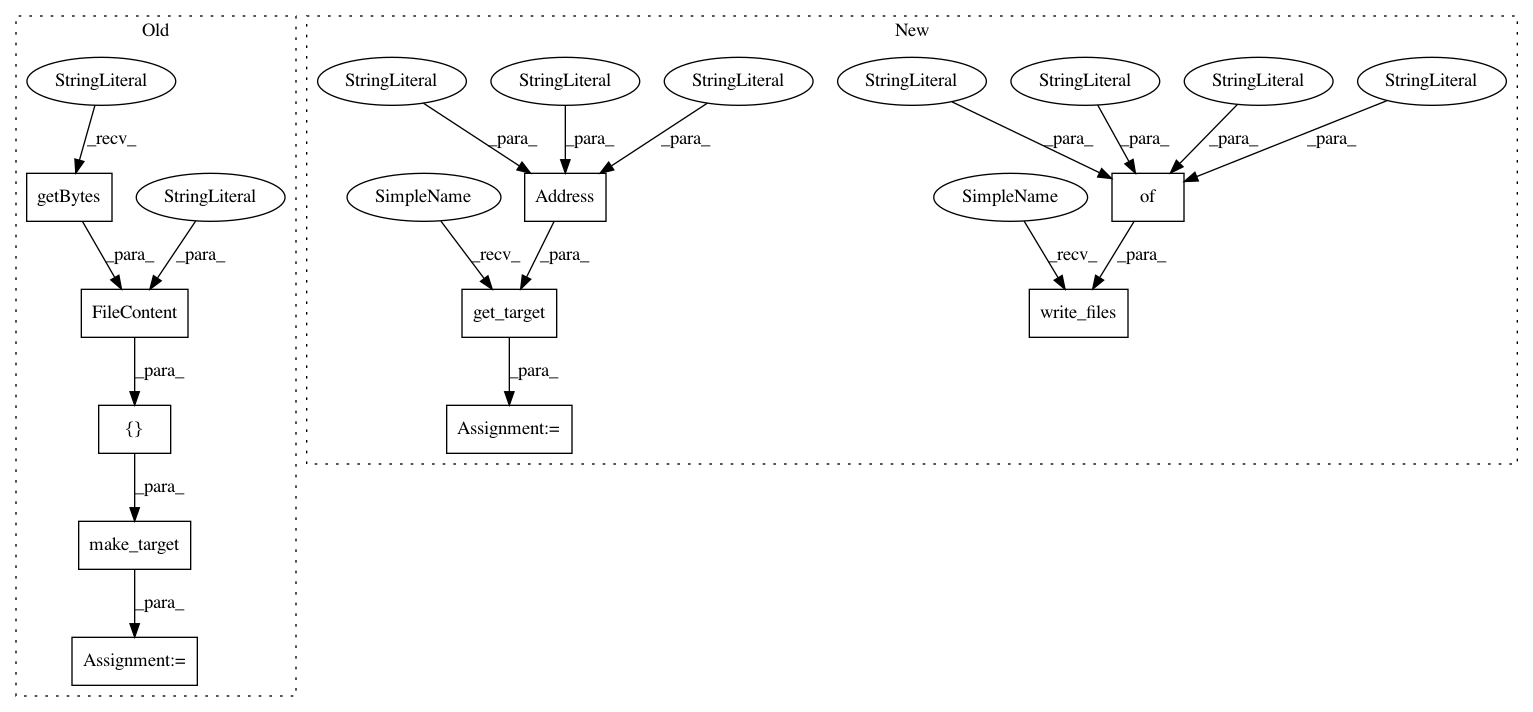 Old
New
StringLiteral
StringLiteral
StringLiteral
StringLiteral
StringLiteral
StringLiteral
StringLiteral
StringLiteral
_recv_
_para_
_para_
_para_
_para_
_para_
_para_
_para_
getBytes
StringLiteral
SimpleName
Address
SimpleName
of
_para_
_para_
_recv_
_para_
_recv_
_para_
FileContent
get_target
write_files
_para_
_para_
{}
Assignment:=
_para_
make_target
_para_
Assignment:=